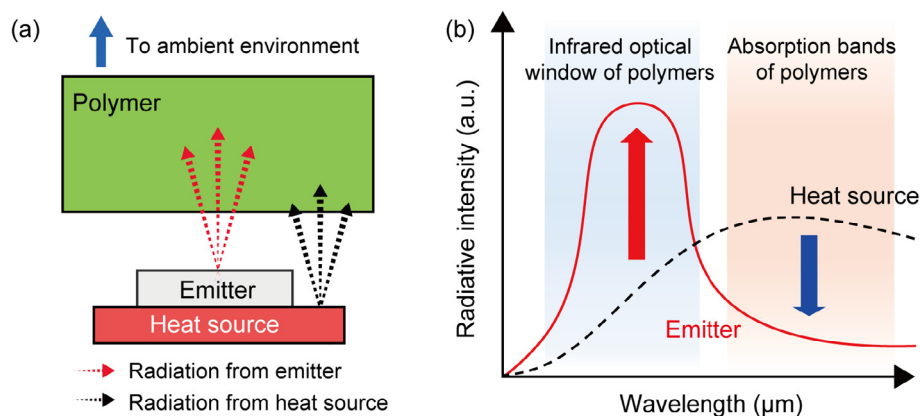 (a)
To ambient environment
Polymer
Emitter
Heat source
Radiation from emitter
Radiation from heat source
(b)
Infrared optical
window of polymers
Absorption bands
of polymers
Radiative intensity (a.u.)
Heat source
Emitter
Wavelength (μm)